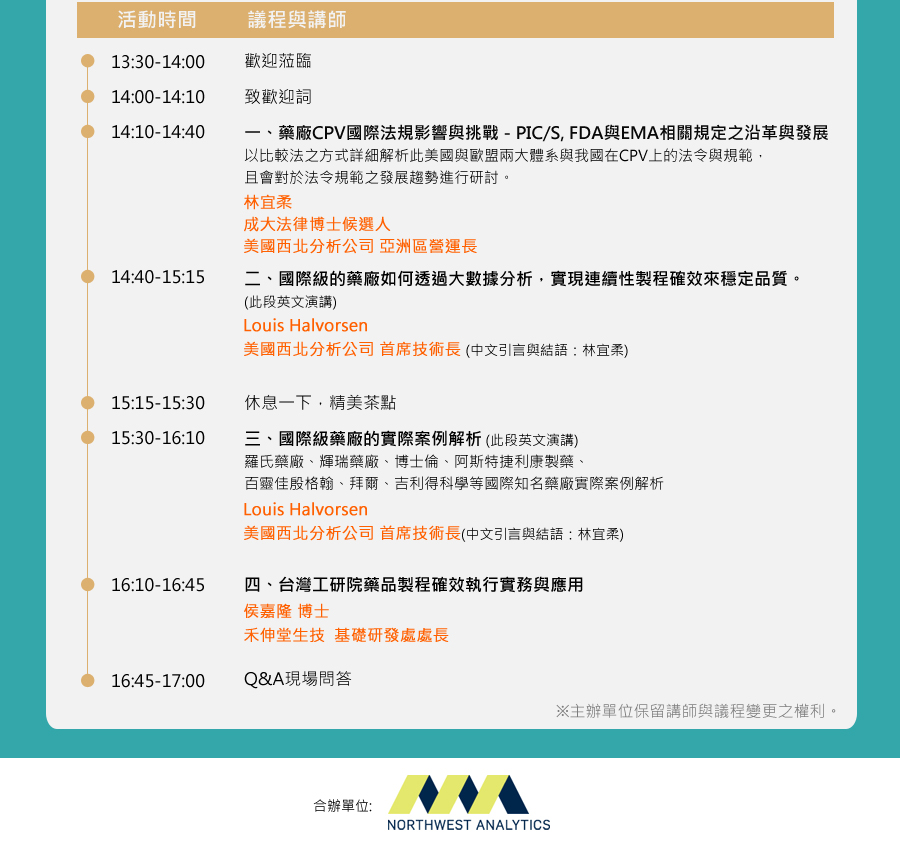 活動時間 議程與講師
13:30-14:00 歡迎蒞臨
14:00-14:10 致歡迎詞
14:10-14:40 一、藥廠CPV國際法規影響與挑戰 - PIC/S, FDA與EMA相關規定之沿革與發展
以比較法之方式詳細解析此美國與歐盟兩大體系與我國在CPV上的法令與規範，
且會對於法令規範之發展趨勢進行研討。
林宜柔
成大法律博士候選人
美國西北分析公司 亞洲區營運長
14:40-15:15 二、國際級的藥廠如何透過大數據分析，實現連續性製程確效來穩定品質。
(此段英文演講)
Louis Halvorsen
美國西北分析公司 首席技術長 (中文引言與結語：林宜柔)
15:15-15:30 休息一下，精美茶點
15:30-16:10 三、國際級藥廠的實際案例解析 (此段英文演講)
羅氏藥廠、輝瑞藥廠、博士倫、阿斯特捷利康製藥、
百靈佳殷格翰、拜爾、吉利得科學等國際知名藥廠實際案例解析
Louis Halvorsen
美國西北分析公司 首席技術長(中文引言與結語：林宜柔)
16:10-16:45 四、台灣工研院藥品製程確效執行實務與應用
侯嘉隆 博士
禾伸堂生技 基礎研發處處長
16:45-17:00 Q&A現場問答
※主辦單位保留講師與議程變更之權利。
合辦單位:
NORTHWEST ANALYTICS